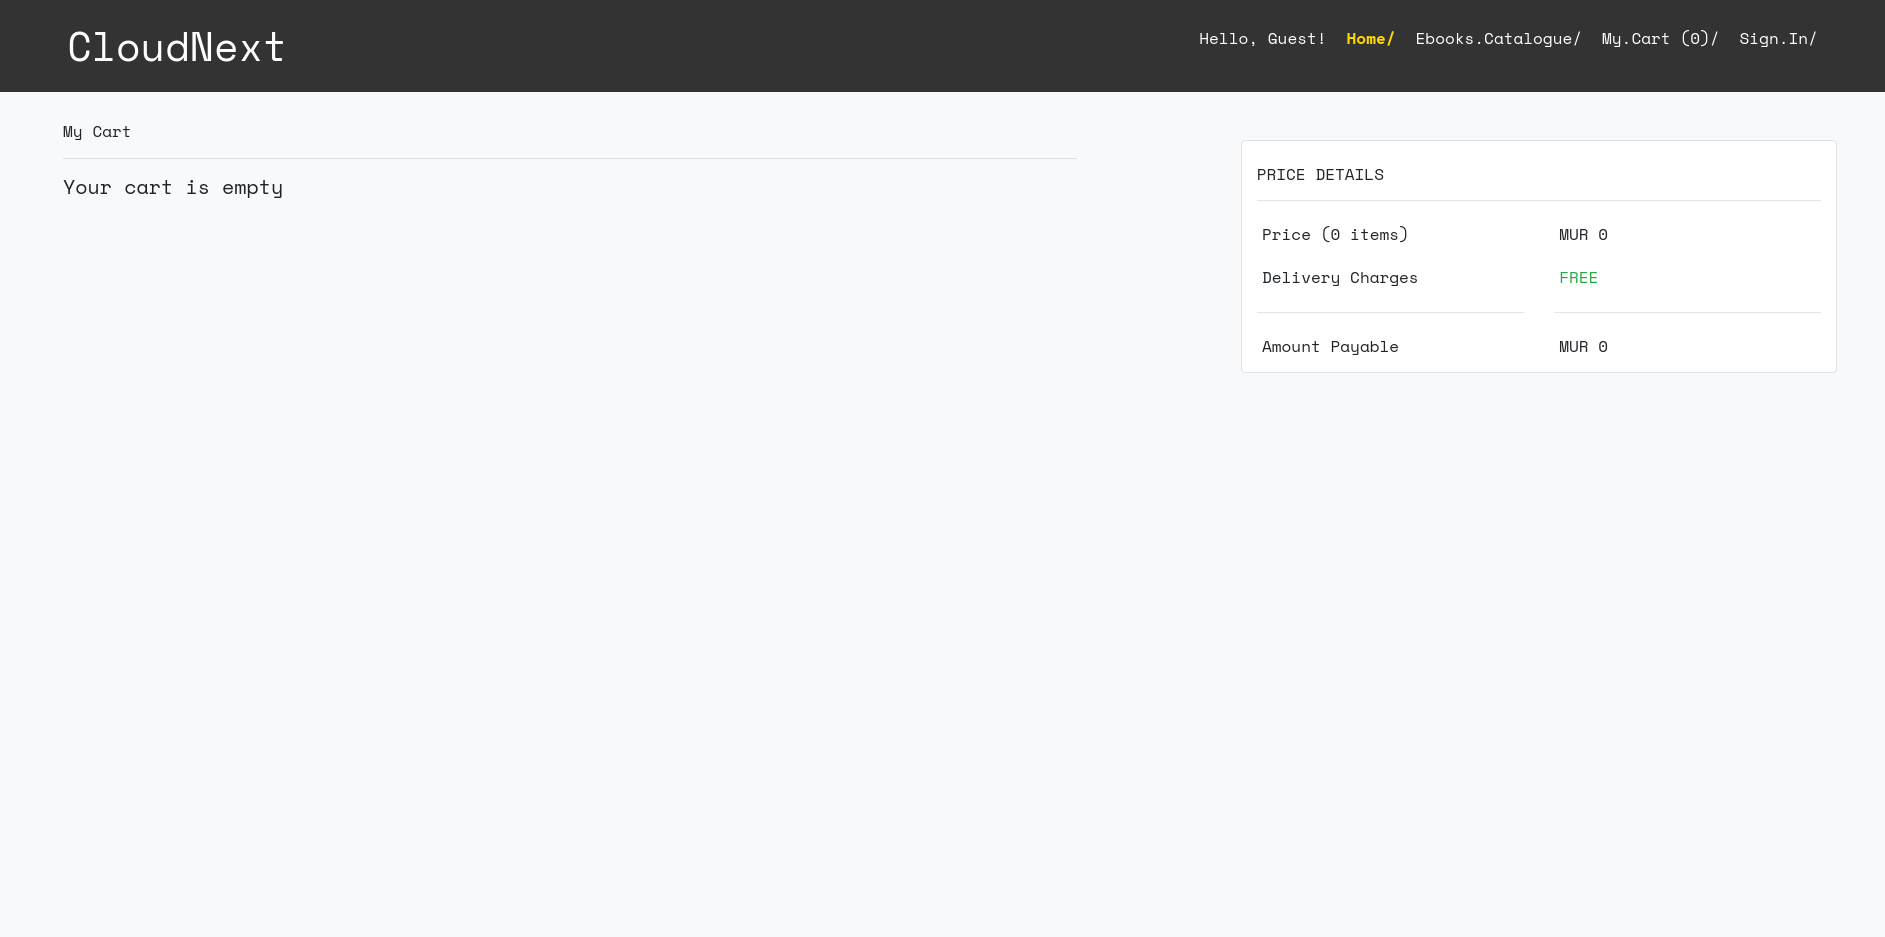 CloudNext
Hello, Guest! Home/ Ebooks.Catalogue/ My.Cart (0)/ Sign.In/
My Cart
Your cart is empty
PRICE DETAILS
Price (0 items) MUR 0
Delivery Charges FREE
Amount Payable MUR 0